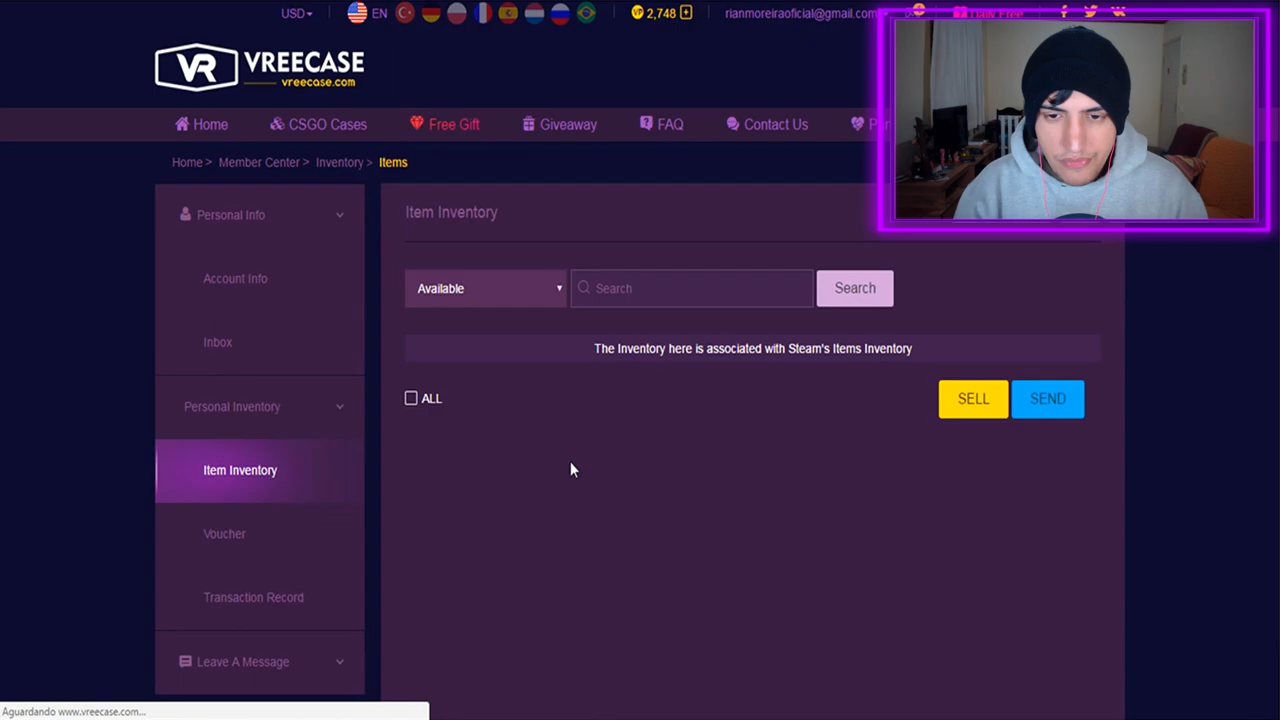 USD
EN
2,748
rianmoreiraoficial@gmail.com
Daily Free
VR VREECASE
vreecase.com
Home
CSGO Cases
Free Gift
Giveaway
FAQ
Contact Us
Home > Member Center > Inventory > Items
Personal Info
Account Info
Inbox
Personal Inventory
Item Inventory
Voucher
Transaction Record
Leave A Message
Item Inventory
Available
Search
Search
The Inventory here is associated with Steam's Items Inventory
ALL
SELL
SEND
Aguardando www.vreecase.com...